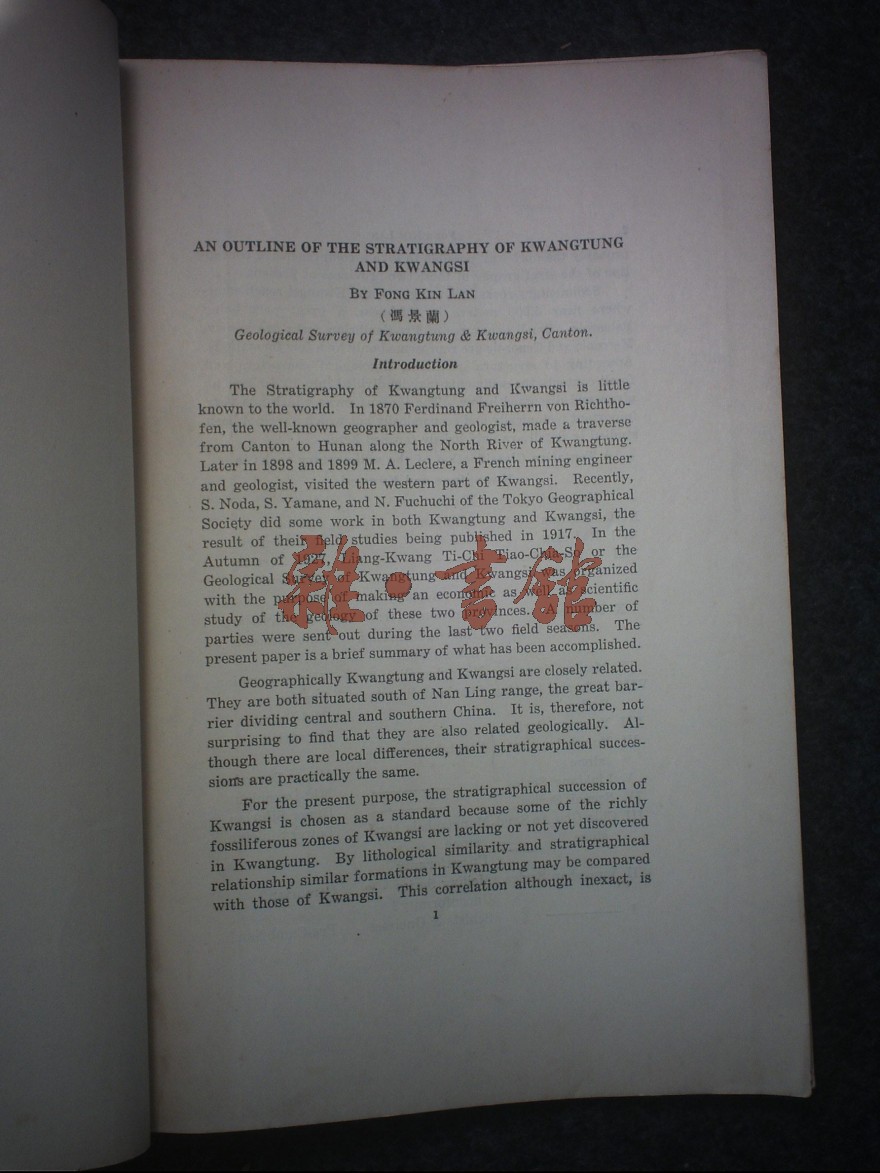 AN OUTLINE OF THE STRATIGRAPHY OF KWANGTUNG
AND KWANGSI
BY FONG KIN LAN
(馮景蘭)
Geological Survey of Kwangtung & Kwangsi, Canton.
Introduction
The Stratigraphy of Kwangtung and Kwangsi is little
known to the world. In 1870 Ferdinand Freiherrn von Richtho-
fen, the well-known geographer and geologist, made a traverse
from Canton to Hunan along the North River of Kwangtung.
Later in 1898 and 1899 M. A. Leclere, a French mining engineer
and geologist, visited the western part of Kwangsi. Recently,
S. Noda, S. Yamane, and N. Fuchuchi of the Tokyo Geographical
Society did some work in both Kwangtung and Kwangsi, the
result of their field studies being published in 1917. In the
Autumn of 1927, Liang-Kwang Ti-Chi Tiao-Cha-So or the
Geological Survey of Kwangtung and Kwangsi was organized
with the purpose of making an economic as well as scientific
study of the geology of these two provinces. A number of
parties were sent out during the last two field seasons. The
present paper is a brief summary of what has been accomplished.
Geographically Kwangtung and Kwangsi are closely related.
They are both situated south of Nan Ling range, the great bar-
rier dividing central and southern China. It is, therefore, not
surprising to find that they are also related geologically. Al-
though there are local differences, their stratigraphical succes-
sions are practically the same.
For the present purpose, the stratigraphical succession of
Kwangsi is chosen as a standard because some of the richly
fossiliferous zones of Kwangsi are lacking or not yet discovered
in Kwangtung. By lithological similarity and stratigraphical
relationship similar formations in Kwangtung may be compared
with those of Kwangsi. This correlation although inexact, is
1
雜·書館